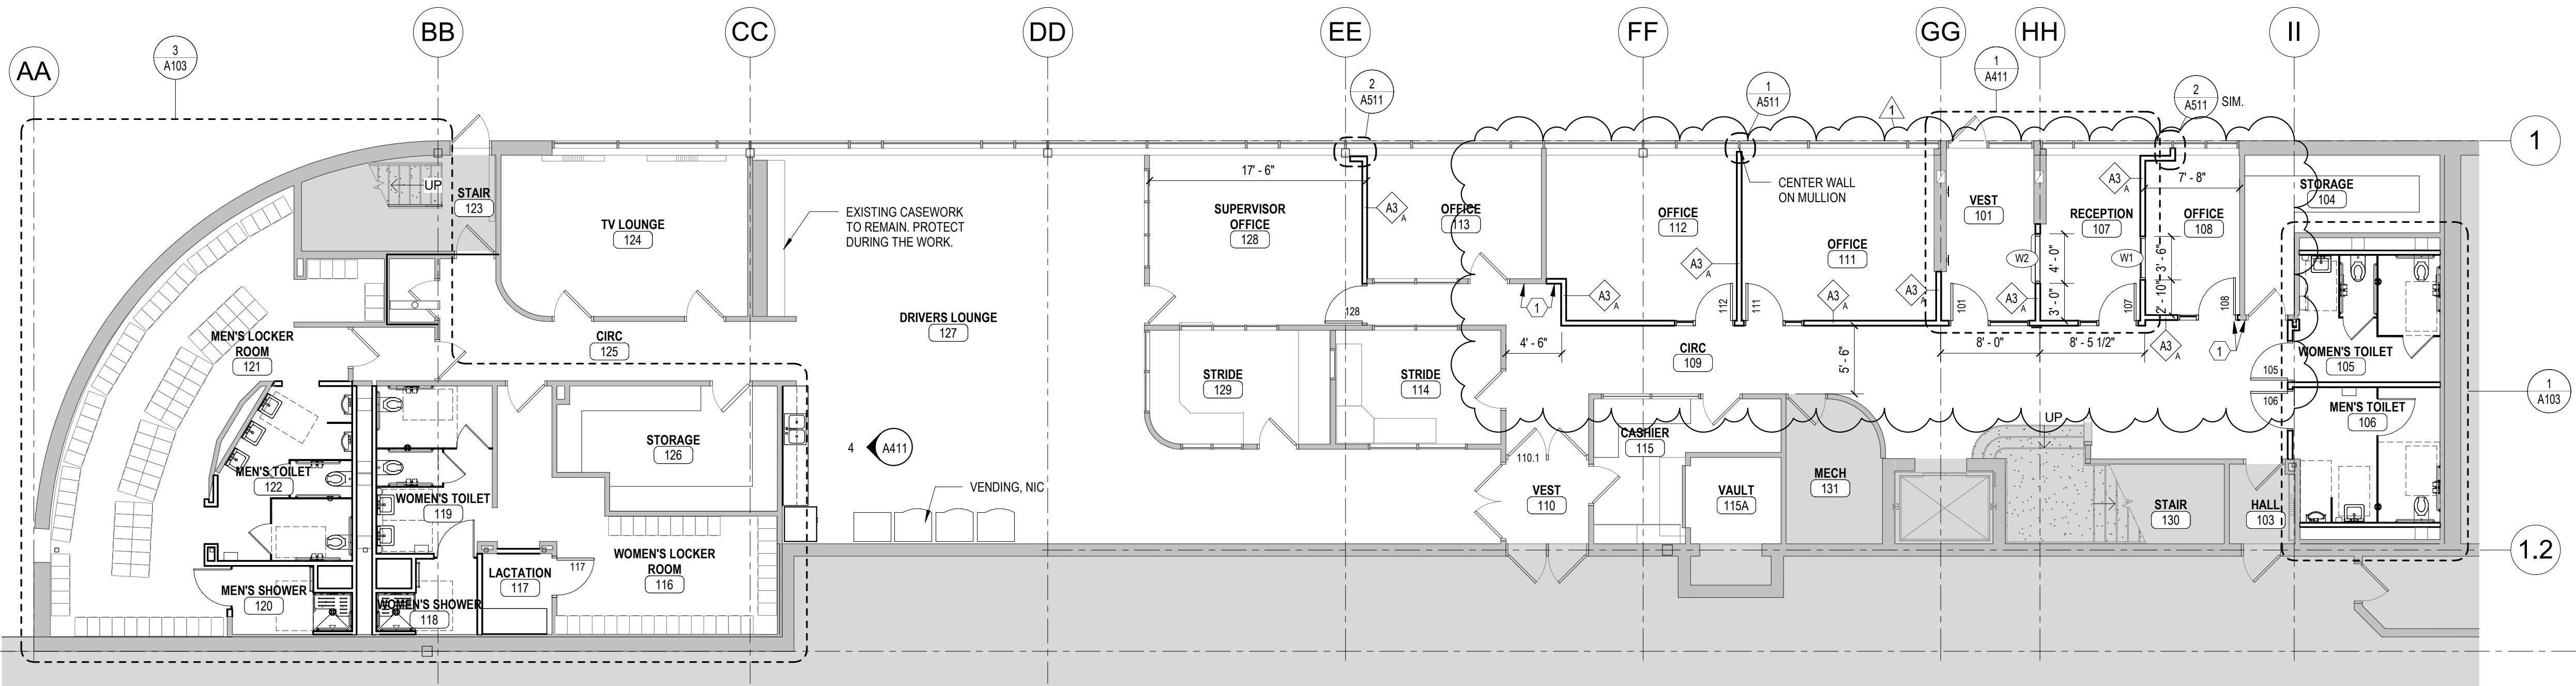 AA
BB
CC
DD
EE
FF
GG
HH
II
1
1.2
3
A103
2
A511
1
A511
1
1
A411
2
A511
SIM.
1
A103
UP
STAIR
123
TV LOUNGE
124
EXISTING CASEWORK
TO REMAIN. PROTECT
DURING THE WORK.
17' - 6"
SUPERVISOR
OFFICE
128
A3
A
OFFICE
113
OFFICE
112
A3
A
CENTER WALL
ON MULLION
OFFICE
111
VEST
101
A3
A
RECEPTION
107
7' - 8"
OFFICE
108
STORAGE
104
W2
4' - 0"
W1
3' - 6"
A3
A
A3
A
A3
A
A3
A
3' - 0"
2' - 10"
1
112
111
101
107
108
A3
A
1
MEN'S LOCKER
ROOM
121
CIRC
125
DRIVERS LOUNGE
127
128
4' - 6"
CIRC
109
5' - 6"
8' - 0"
8' - 5 1/2"
WOMEN'S TOILET
105
105
106
MEN'S TOILET
106
STRIDE
129
STRIDE
114
UP
CASHIER
115
STORAGE
126
4
A411
110.1
MECH
131
MEN'S TOILET
122
WOMEN'S TOILET
119
VENDING, NIC
VEST
110
VAULT
115A
STAIR
130
HALL
103
WOMEN'S LOCKER
ROOM
116
LACTATION
117
117
MEN'S SHOWER
120
WOMEN'S SHOWER
118